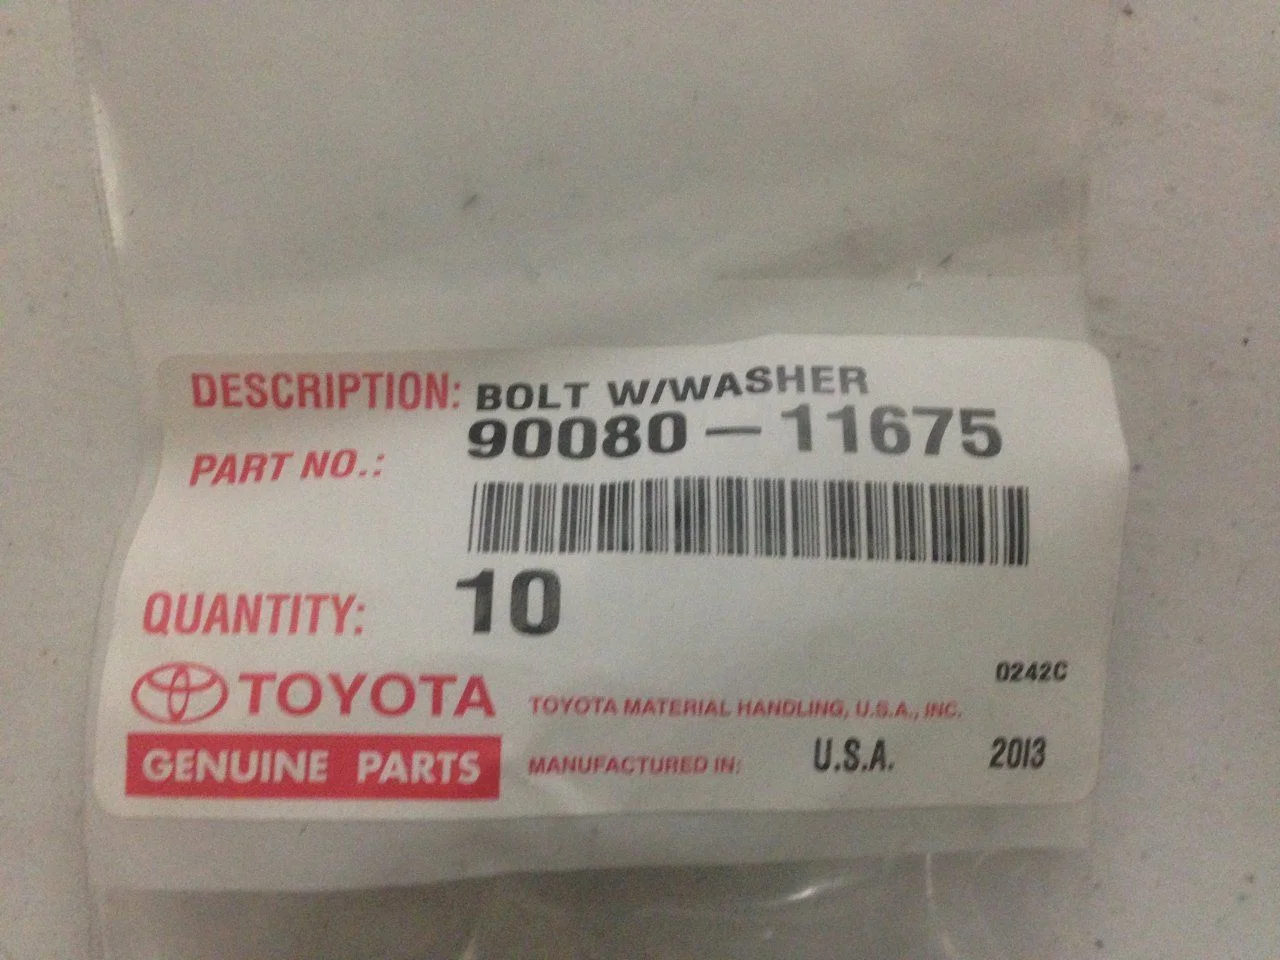 DESCRIPTION: BOLT W/WASHER
PART NO.: 90080-11675
QUANTITY: 10
0242C
TOYOTA TOYOTA MATERIAL HANDLING, U.S.A., INC.
GENUINE PARTS MANUFACTURED IN: U.S.A. 2013